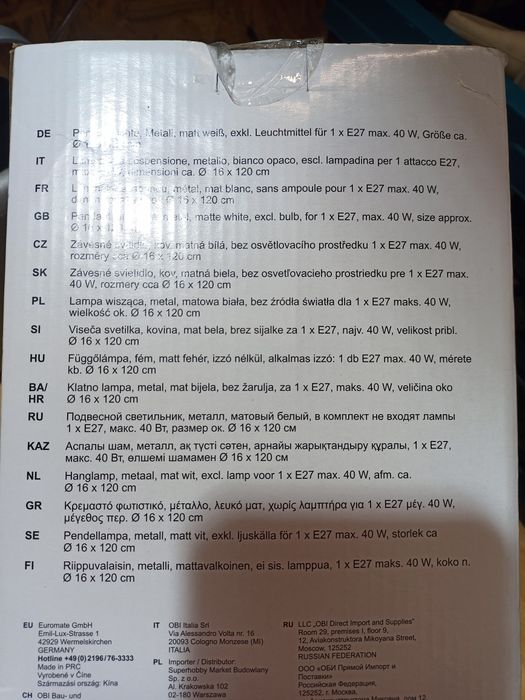 DE Metall, matt weiß, exkl. Leuchtmittel für 1 x E27 max. 40 W, Größe ca.
Ø
IT sospensione, metallo, bianco opaco, escl. lampadina per 1 attacco E27,
dimensioni ca. Ø 16 x 120 cm
FR métal, mat blanc, sans ampoule pour 1 x E27 max. 40 W,
Ø 16 x 120 cm
GB matte white, excl. bulb, for 1 x E27, max. 40 W, size approx.
Ø 16 x
CZ Závěsné svítidlo, kov, matná bílá, bez osvětlovacího prostředku 1 x E27 max. 40 W,
rozměry cca Ø 16 x 120 cm
SK Závesné svietidlo, kov, matná biela, bez osvetľovacieho prostriedku pre 1 x E27 max.
40 W, rozmery cca Ø 16 x 120 cm
PL Lampa wisząca, metal, matowa biała, bez źródła światła dla 1 x E27 maks. 40 W,
wielkość ok. Ø 16 x 120 cm
SI Viseča svetilka, kovina, mat bela, brez sijalke za 1 x E27, najv. 40 W, velikost pribl.
Ø 16 x 120 cm
HU Függőlámpa, fém, matt fehér, izzó nélkül, alkalmas izzó: 1 db E27 max. 40 W, mérete
kb. Ø 16 x 120 cm
BA/ Klatno lampa, metal, mat bijela, bez žarulja, za 1 x E27, maks. 40 W, veličina oko
HR Ø 16 x 120 cm
RU Подвесной светильник, металл, матовый белый, в комплект не входят лампы
1 x E27, макс. 40 Вт, размер ок. Ø 16 x 120 см
KAZ Аспалы шам, металл, ақ түсті сәтен, арнайы жарықтандыру құралы, 1 x E27,
макс. 40 Вт, өлшемі шамамен Ø 16 x 120 см
NL Hanglamp, metaal, mat wit, excl. lamp voor 1 x E27 max. 40 W, afm. ca.
Ø 16 x 120 cm
GR Κρεμαστό φωτιστικό, μέταλλο, λευκό ματ, χωρίς λαμπτήρα για 1 x E27 μέγ. 40 W,
μέγεθος περ. Ø 16 x 120 cm
SE Pendellampa, metall, matt vit, exkl. ljuskälla för 1 x E27 max. 40 W, storlek ca
Ø 16 x 120 cm
FI Riippuvalaisin, metalli, mattavalkoinen, ei sis. lamppua, 1 x E27 maks. 40 W, koko n.
Ø 16 x 120 cm
EU Euromate GmbH
Emil-Lux-Strasse 1
42929 Wermelskirchen
GERMANY
Hotline +49 (0) 2196/76-3333
Made in PRC
Vyrobené v Číne
Származási ország: Kína
CH OBI Bau- und
IT OBI Italia Srl
Via Alessandro Volta nr. 16
20093 Cologno Monzese (MI)
ITALIA
PL Importer / Distributor:
Superhobby Market Budowlany
Sp. z o.o.
Al. Krakowska 102
02-180 Warszawa
RU LLC „OBI Direct Import and Supplies"
Room 29, premises I, floor 9,
12, Aviakonstruktora Mikoyana Street,
Moscow, 125252
RUSSIAN FEDERATION
ООО «ОБИ Прямой Импорт и
Поставки»
Российская Федерация,
125252, г. Москва,
дом 12